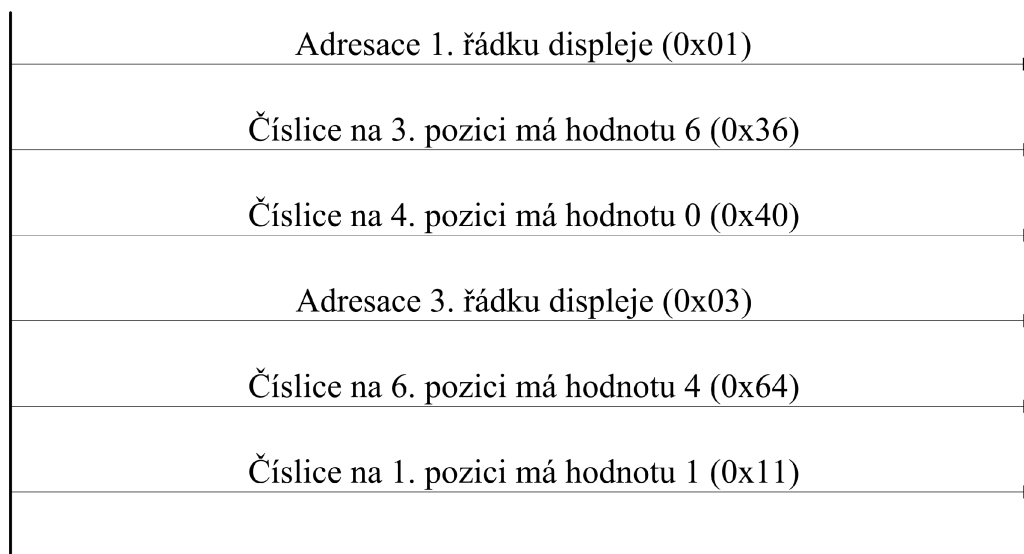 Adresace 1. řádku displeje (0x01)
Číslice na 3. pozici má hodnotu 6 (0x36)
Číslice na 4. pozici má hodnotu 0 (0x40)
Adresace 3. řádku displeje (0x03)
Číslice na 6. pozici má hodnotu 4 (0x64)
Číslice na 1. pozici má hodnotu 1 (0x11)